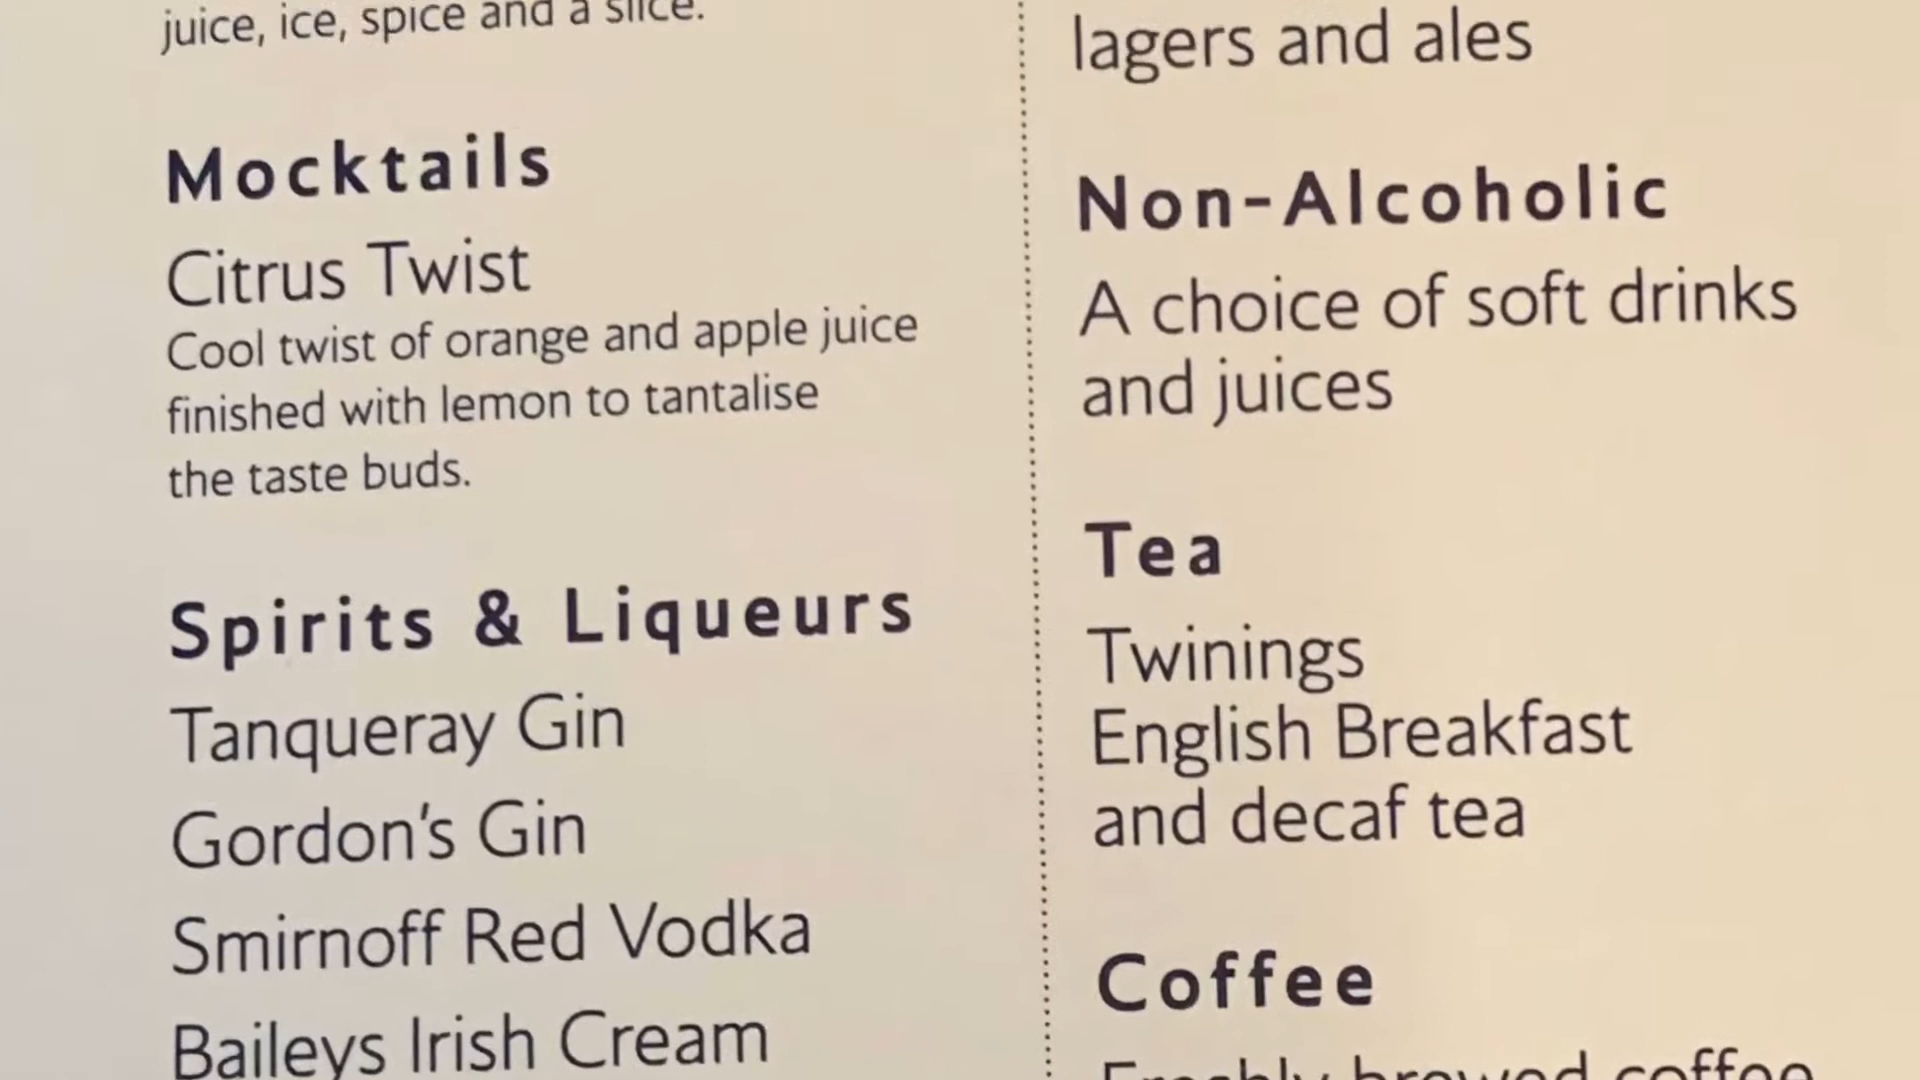 juice, ice, spice and a slice.
Mocktails
Citrus Twist
Cool twist of orange and apple juice
finished with lemon to tantalise
the taste buds.
Spirits & Liqueurs
Tanqueray Gin
Gordon's Gin
Smirnoff Red Vodka
Baileys Irish Cream
lagers and ales
Non-Alcoholic
A choice of soft drinks
and juices
Tea
Twinings
English Breakfast
and decaf tea
Coffee
Freshly brewed coffee